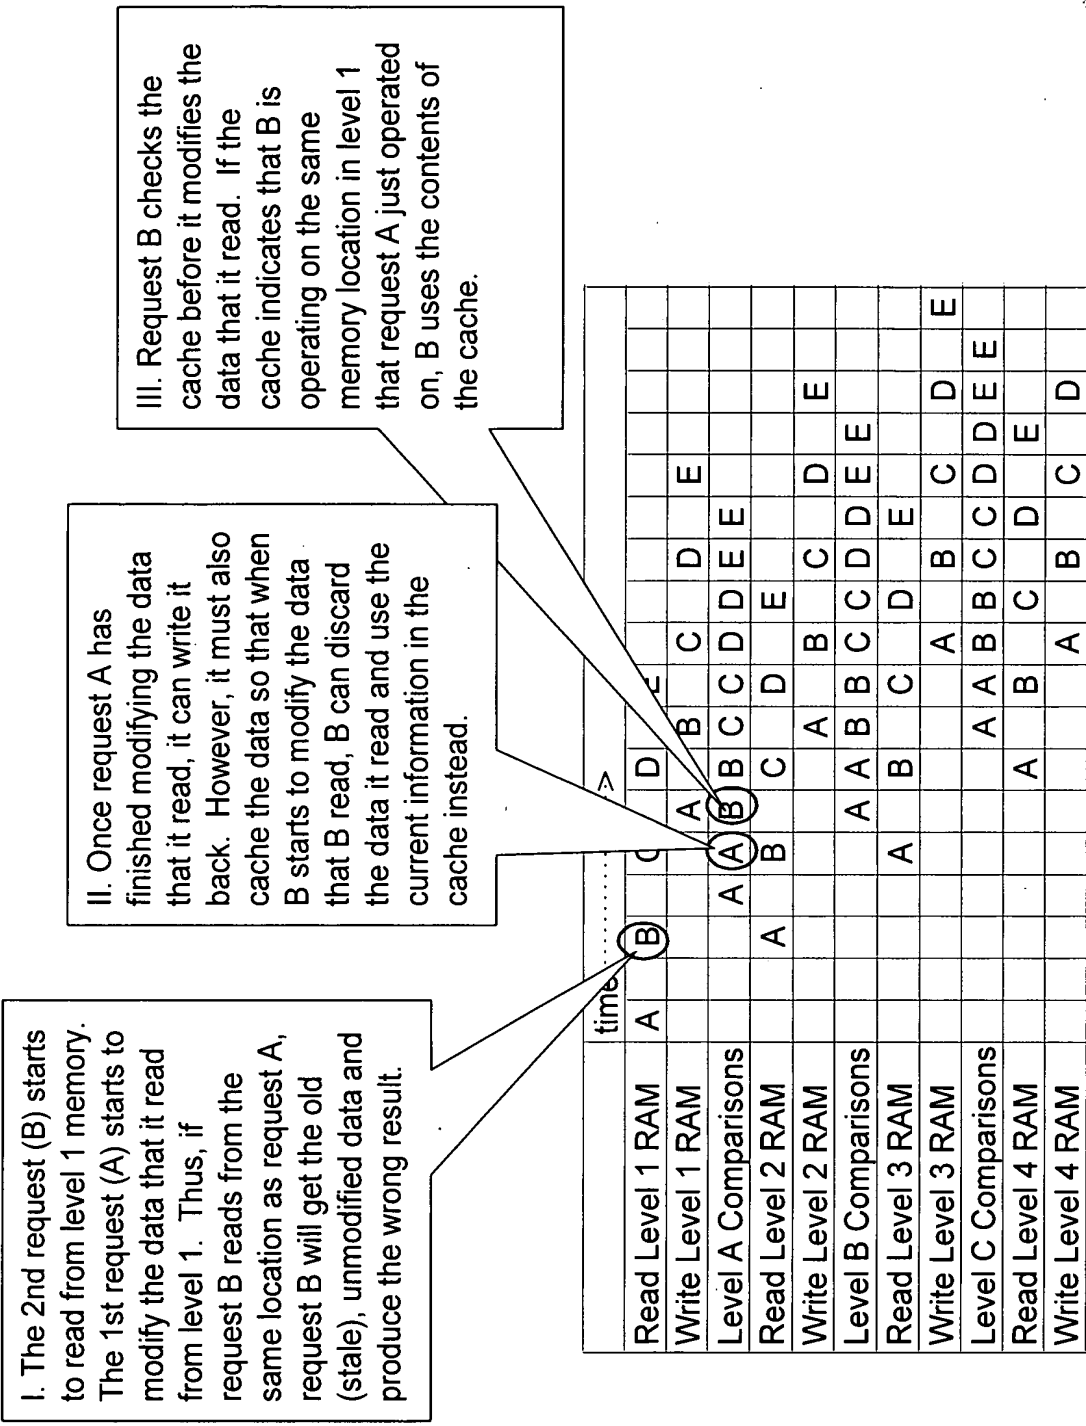 I. The 2nd request (B) starts
to read from level 1 memory.
The 1st request (A) starts to
modify the data that it read
from level 1. Thus, if
request B reads from the
same location as request A,
request B will get the old
(stale), unmodified data and
produce the wrong result.
II. Once request A has
finished modifying the data
that it read, it can write it
back. However, it must also
cache the data so that when
B starts to modify the data
that B read, B can discard
the data it read and use the
current information in the
cache instead.
III. Request B checks the
cache before it modifies the
data that it read. If the
cache indicates that B is
operating on the same
memory location in level 1
that request A just operated
on, B uses the contents of
the cache.
time ........>
Read Level 1 RAM A B C D E
Write Level 1 RAM A B C D E
Level A Comparisons A A B B C C D D E E
Read Level 2 RAM A B C D E
Write Level 2 RAM A B C D E
Level B Comparisons A A B B C C D D E E
Read Level 3 RAM A B C D E
Write Level 3 RAM A B C D E
Level C Comparisons A A B B C C D D E E
Read Level 4 RAM A B C D E
Write Level 4 RAM A B C D